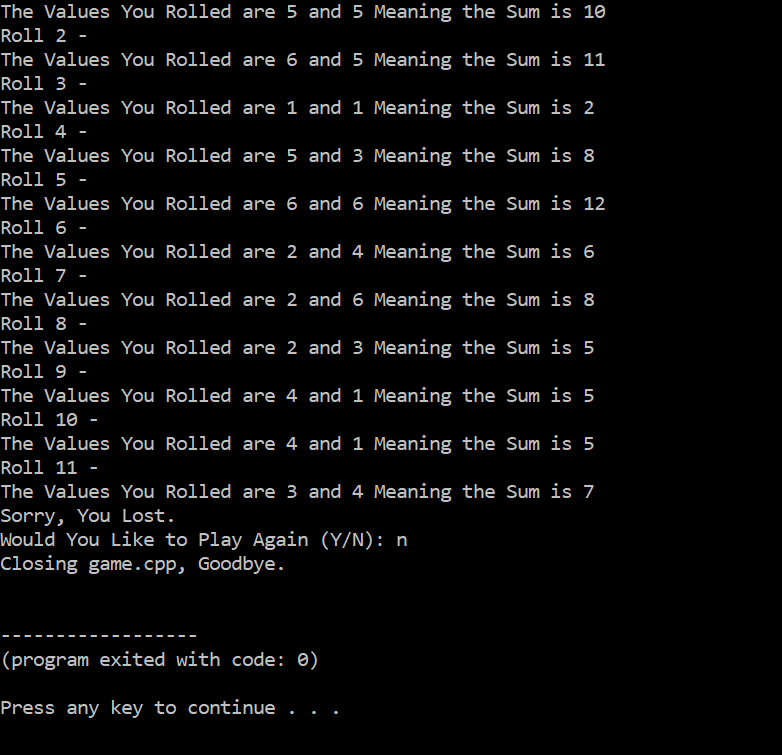 The Values You Rolled are 5 and 5 Meaning the Sum is 10
Roll 2 -
The Values You Rolled are 6 and 5 Meaning the Sum is 11
Roll 3 -
The Values You Rolled are 1 and 1 Meaning the Sum is 2
Roll 4 -
The Values You Rolled are 5 and 3 Meaning the Sum is 8
Roll 5 -
The Values You Rolled are 6 and 6 Meaning the Sum is 12
Roll 6 -
The Values You Rolled are 2 and 4 Meaning the Sum is 6
Roll 7 -
The Values You Rolled are 2 and 6 Meaning the Sum is 8
Roll 8 -
The Values You Rolled are 2 and 3 Meaning the Sum is 5
Roll 9 -
The Values You Rolled are 4 and 1 Meaning the Sum is 5
Roll 10 -
The Values You Rolled are 4 and 1 Meaning the Sum is 5
Roll 11 -
The Values You Rolled are 3 and 4 Meaning the Sum is 7
Sorry, You Lost.
Would You Like to Play Again (Y/N): n
Closing game.cpp, Goodbye.
------------------
(program exited with code: 0)
Press any key to continue . . .